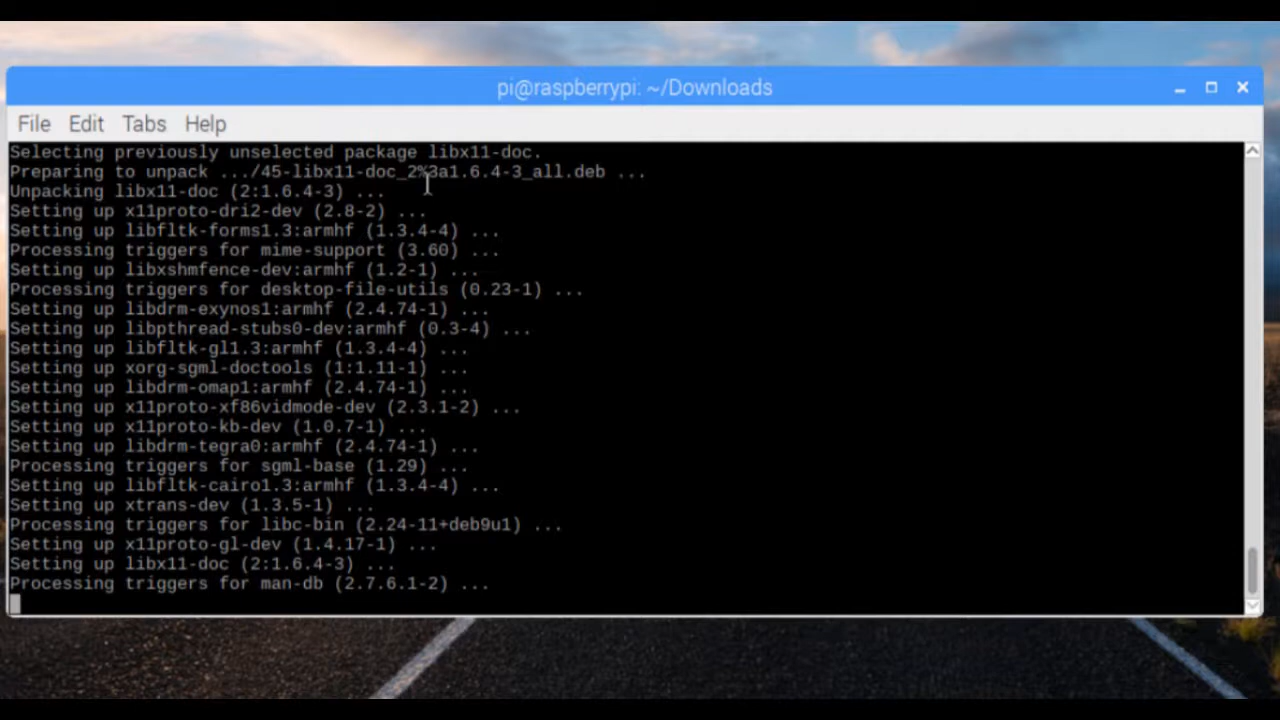 pi@raspberrypi: ~/Downloads
File Edit Tabs Help
Selecting previously unselected package libx11-doc.
Preparing to unpack .../45-libx11-doc_2%3a1.6.4-3_all.deb ...
Unpacking libx11-doc (2:1.6.4-3) ...
Setting up x11proto-dri2-dev (2.8-2) ...
Setting up libfltk-forms1.3:armhf (1.3.4-4) ...
Processing triggers for mime-support (3.60) ...
Setting up libxshmfence-dev:armhf (1.2-1) ...
Processing triggers for desktop-file-utils (0.23-1) ...
Setting up libdrm-exynos1:armhf (2.4.74-1) ...
Setting up libpthread-stubs0-dev:armhf (0.3-4) ...
Setting up libfltk-gl1.3:armhf (1.3.4-4) ...
Setting up xorg-sgml-doctools (1:1.11-1) ...
Setting up libdrm-omap1:armhf (2.4.74-1) ...
Setting up x11proto-xf86vidmode-dev (2.3.1-2) ...
Setting up x11proto-kb-dev (1.0.7-1) ...
Setting up libdrm-tegra0:armhf (2.4.74-1) ...
Processing triggers for sgml-base (1.29) ...
Setting up libfltk-cairo1.3:armhf (1.3.4-4) ...
Setting up xtrans-dev (1.3.5-1) ...
Processing triggers for libc-bin (2.24-11+deb9u1) ...
Setting up x11proto-gl-dev (1.4.17-1) ...
Setting up libx11-doc (2:1.6.4-3) ...
Processing triggers for man-db (2.7.6.1-2) ...